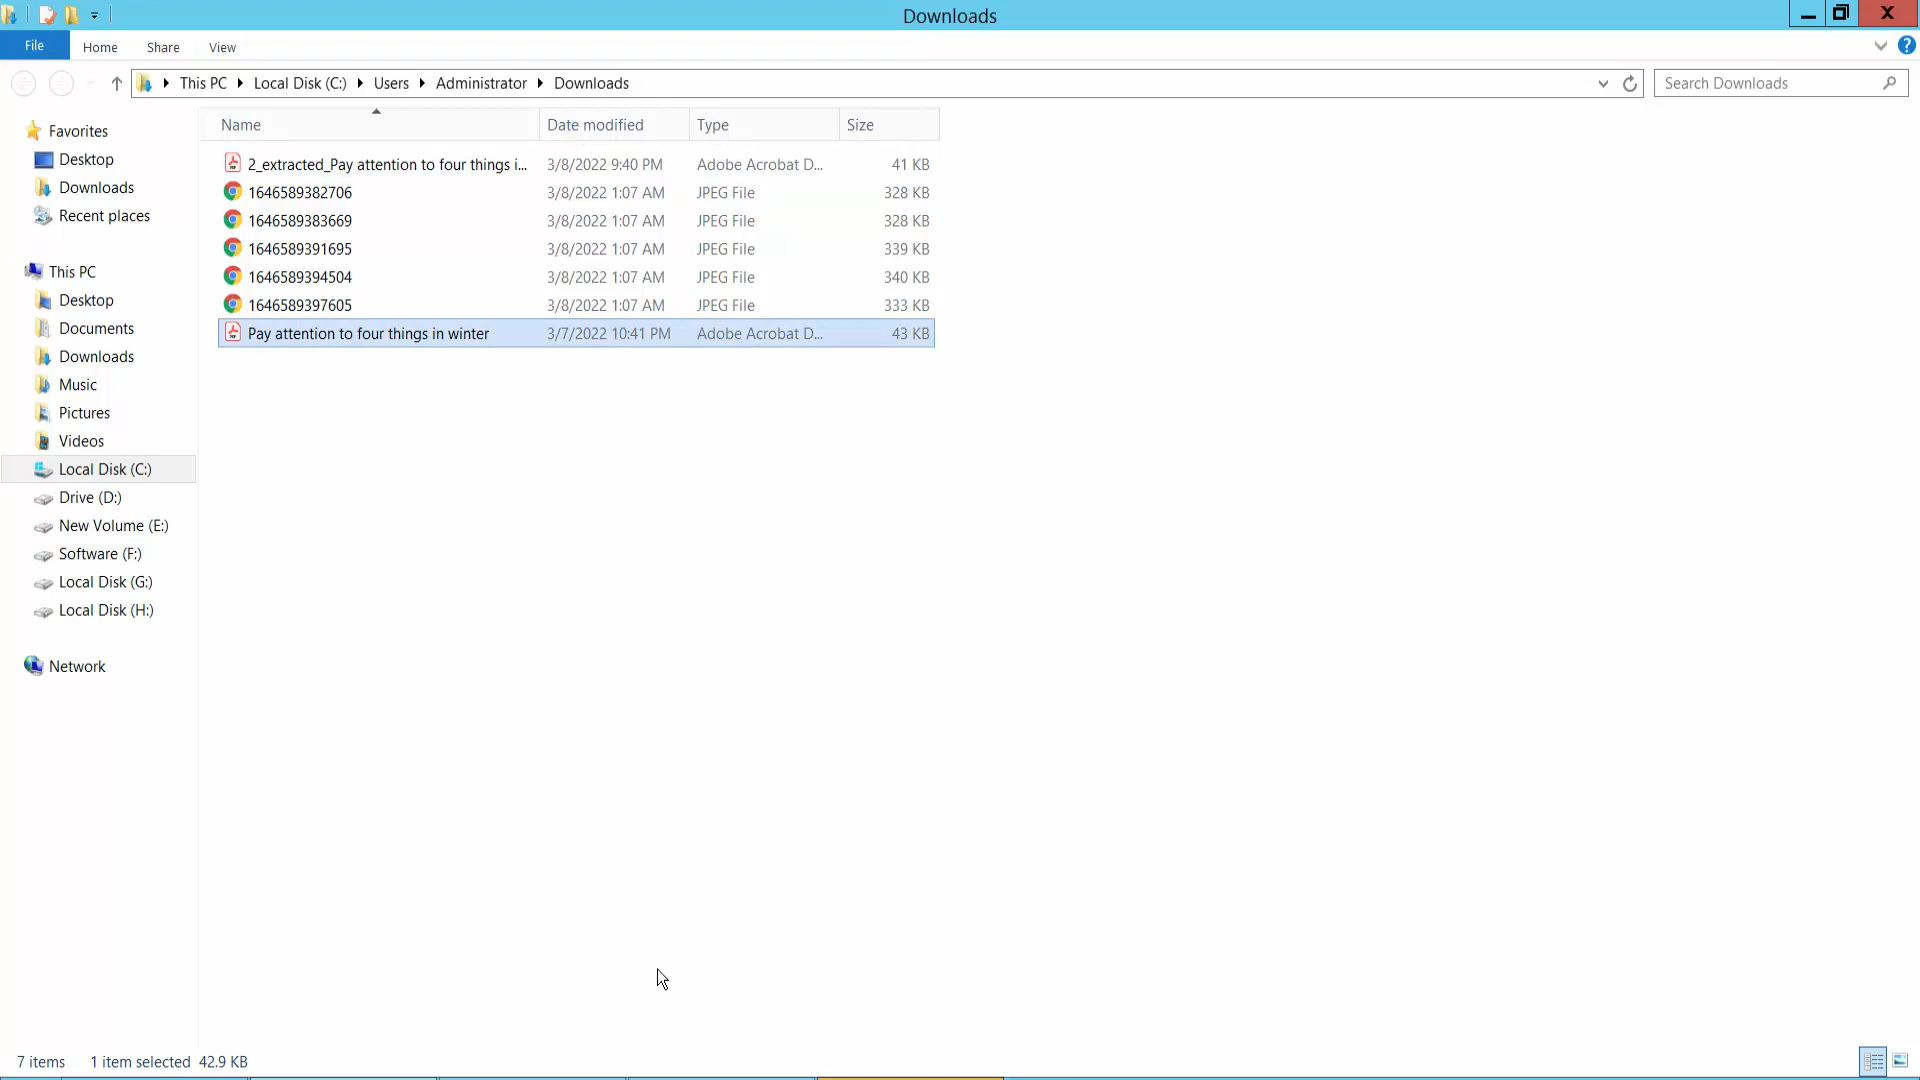 Downloads
File Home Share View
This PC Local Disk (C:) Users Administrator Downloads
Search Downloads
Name Date modified Type Size
2_extracted_Pay attention to four things i... 3/8/2022 9:40 PM Adobe Acrobat D... 41 KB
1646589382706 3/8/2022 1:07 AM JPEG File 328 KB
1646589383669 3/8/2022 1:07 AM JPEG File 328 KB
1646589391695 3/8/2022 1:07 AM JPEG File 339 KB
1646589394504 3/8/2022 1:07 AM JPEG File 340 KB
1646589397605 3/8/2022 1:07 AM JPEG File 333 KB
Pay attention to four things in winter 3/7/2022 10:41 PM Adobe Acrobat D... 43 KB
Favorites
Desktop
Downloads
Recent places
This PC
Desktop
Documents
Downloads
Music
Pictures
Videos
Local Disk (C:)
Drive (D:)
New Volume (E:)
Software (F:)
Local Disk (G:)
Local Disk (H:)
Network
7 items 1 item selected 42.9 KB